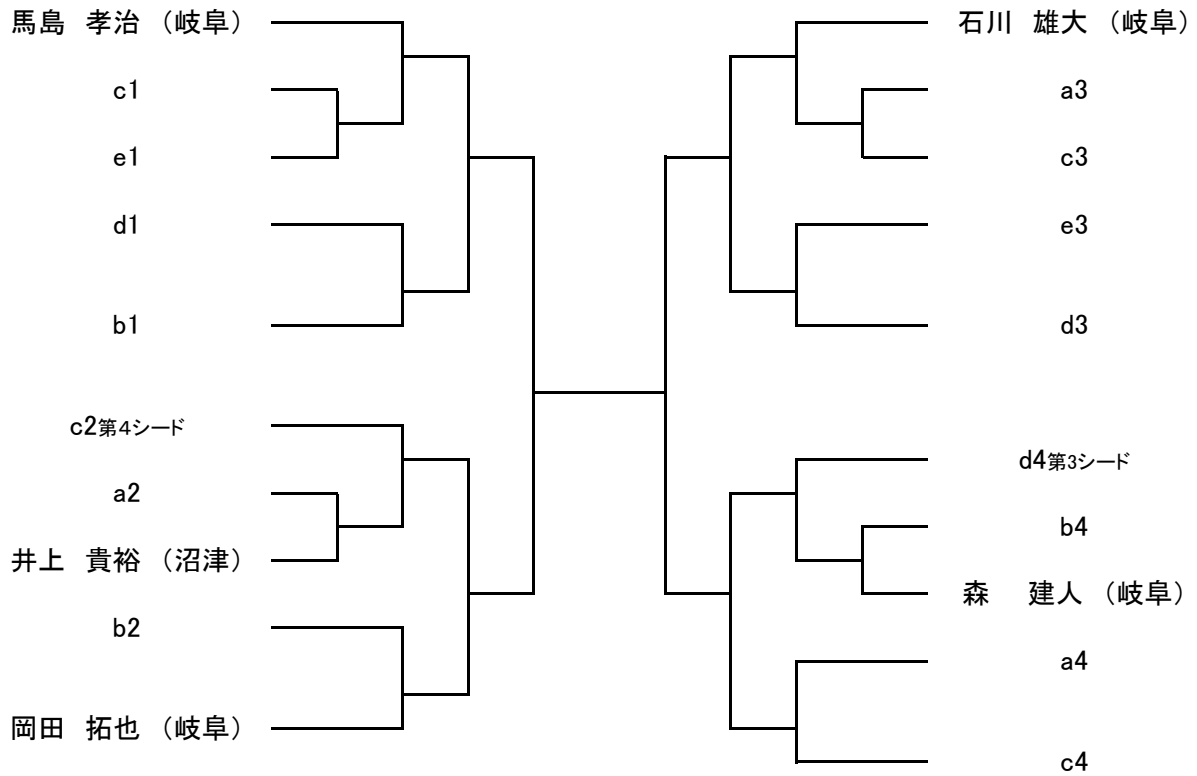 馬島 孝治 （岐阜）
c1
e1
d1
b1
c2第4シード
a2
井上 貴裕 （沼津）
b2
岡田 拓也 （岐阜）
石川 雄大 （岐阜）
a3
c3
e3
d3
d4第3シード
b4
森 建人 （岐阜）
a4
c4